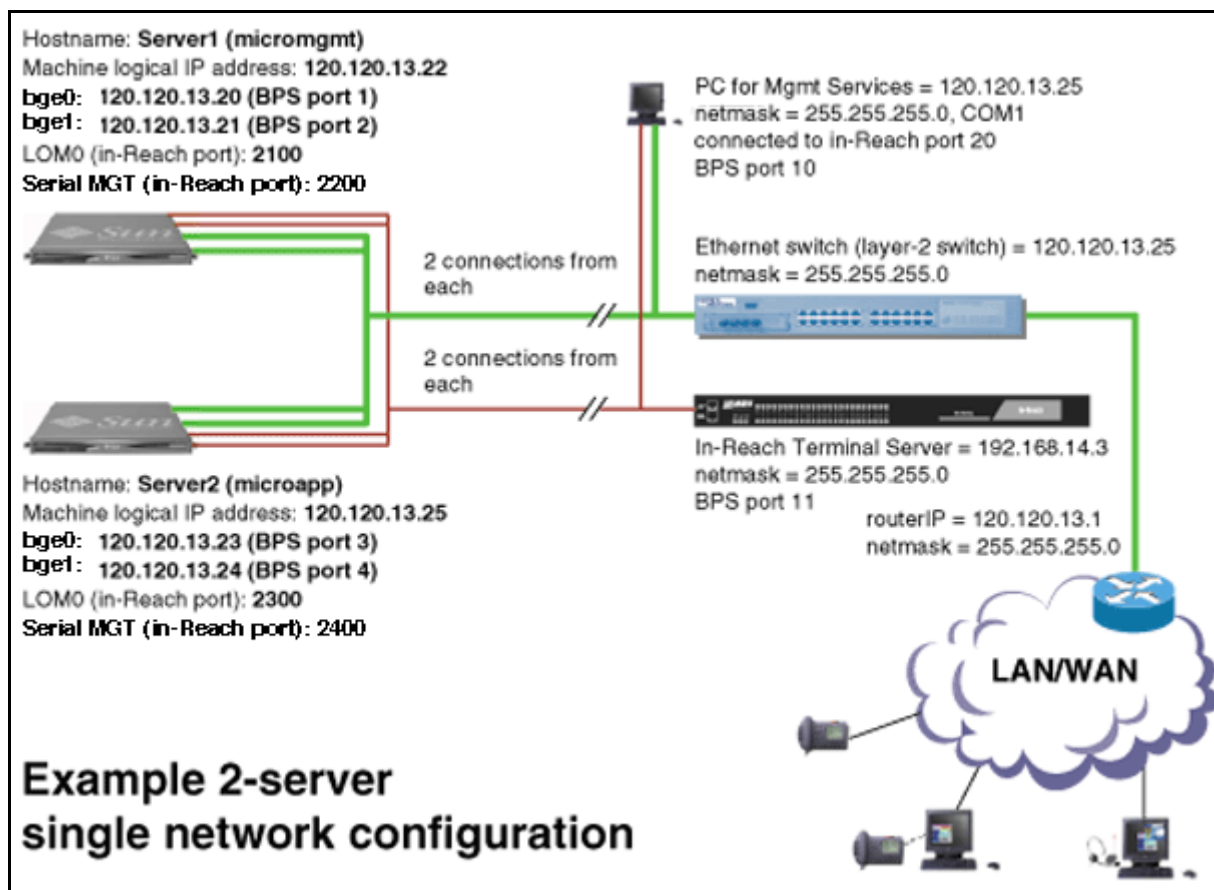 Hostname: Server1 (micromgmt)
Machine logical IP address: 120.120.13.22
bge0: 120.120.13.20 (BPS port 1)
bge1: 120.120.13.21 (BPS port 2)
LOM0 (in-Reach port): 2100
Serial MGT (in-Reach port): 2200
PC for Mgmt Services = 120.120.13.25
netmask = 255.255.255.0, COM1
connected to in-Reach port 20
BPS port 10
Sun
2 connections from
each
Ethernet switch (layer-2 switch) = 120.120.13.25
netmask = 255.255.255.0
2 connections from
each
Sun
In-Reach Terminal Server = 192.168.14.3
netmask = 255.255.255.0
BPS port 11
Hostname: Server2 (microapp)
Machine logical IP address: 120.120.13.25
bge0: 120.120.13.23 (BPS port 3)
bge1: 120.120.13.24 (BPS port 4)
LOM0 (in-Reach port): 2300
Serial MGT (in-Reach port): 2400
routerIP = 120.120.13.1
netmask = 255.255.255.0
LAN/WAN
Example 2-server
single network configuration